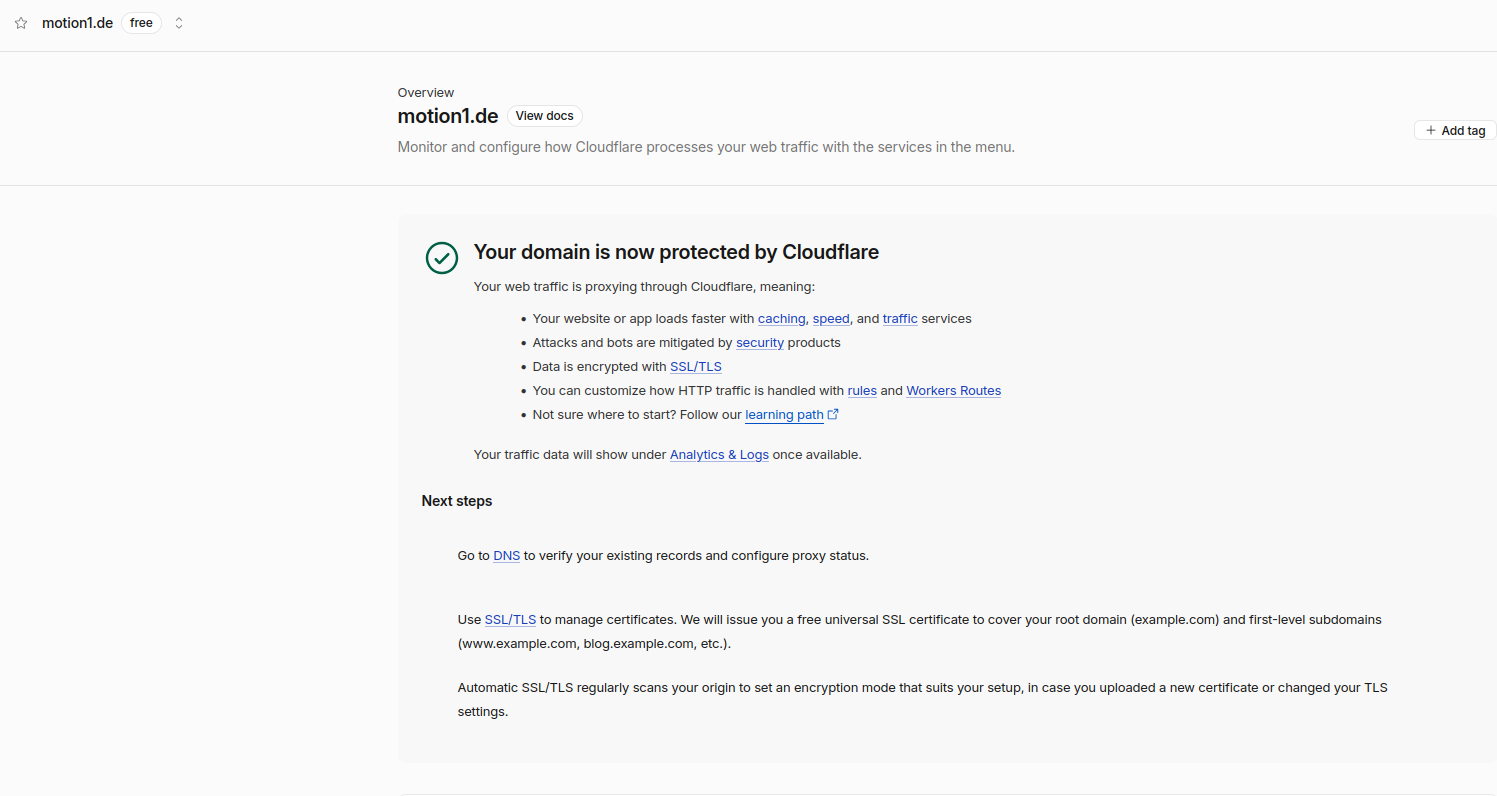 motion1.de free
Overview
motion1.de View docs
+ Add tag
Monitor and configure how Cloudflare processes your web traffic with the services in the menu.
Your domain is now protected by Cloudflare
Your web traffic is proxying through Cloudflare, meaning:
• Your website or app loads faster with caching, speed, and traffic services
• Attacks and bots are mitigated by security products
• Data is encrypted with SSL/TLS
• You can customize how HTTP traffic is handled with rules and Workers Routes
• Not sure where to start? Follow our learning path
Your traffic data will show under Analytics & Logs once available.
Next steps
Go to DNS to verify your existing records and configure proxy status.
Use SSL/TLS to manage certificates. We will issue you a free universal SSL certificate to cover your root domain (example.com) and first-level subdomains
(www.example.com, blog.example.com, etc.).
Automatic SSL/TLS regularly scans your origin to set an encryption mode that suits your setup, in case you uploaded a new certificate or changed your TLS
settings.